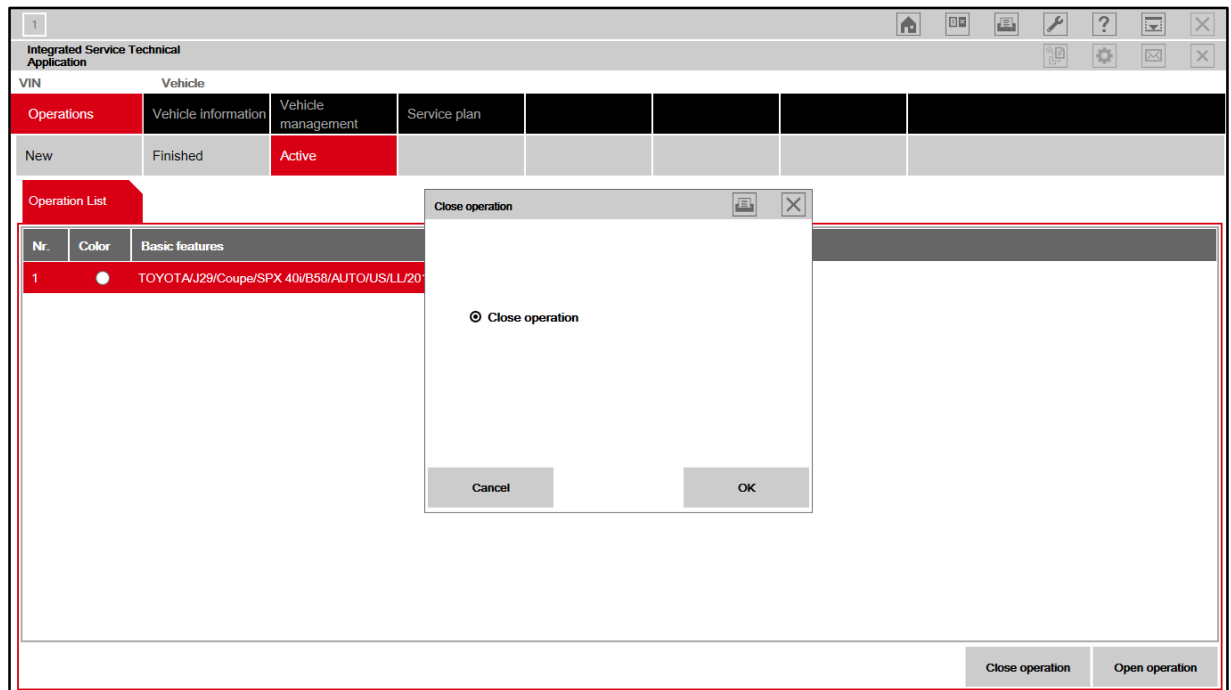 1
?
Integrated Service Technical
Application
VIN Vehicle
Operations Vehicle information Vehicle
management Service plan
New Finished Active
Operation List
Close operation
Nr. Color Basic features
1 TOYOTA/J29/Coupe/SPX 40i/B58/AUTO/US/LL/201
Close operation
Cancel OK
Close operation Open operation